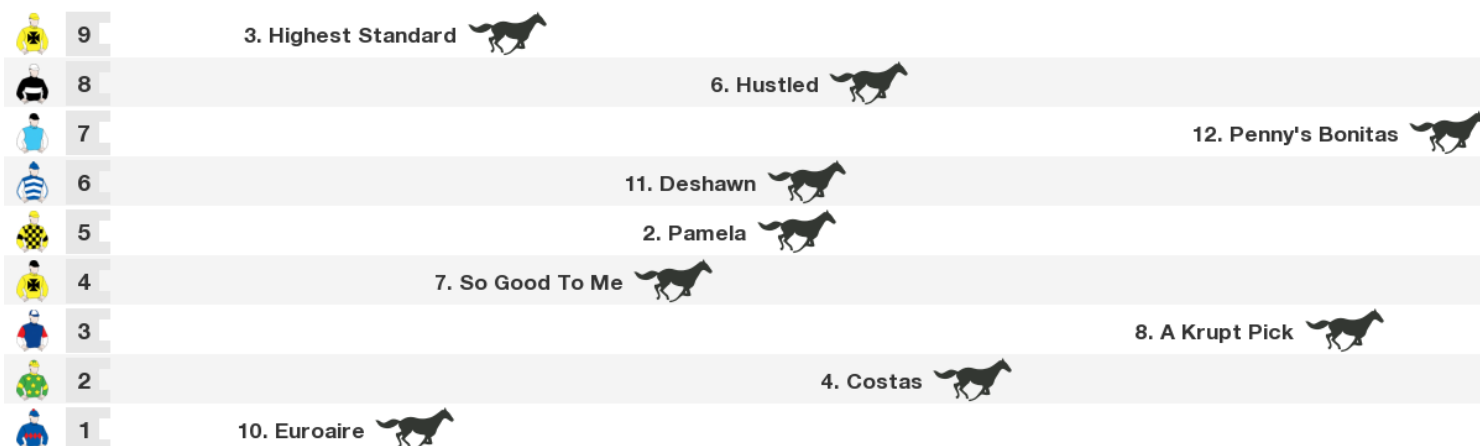 9 3. Highest Standard
8 6. Hustled
7 12. Penny's Bonitas
6 11. Deshawn
5 2. Pamela
4 7. So Good To Me
3 8. A Krupt Pick
2 4. Costas
1 10. Euroaire